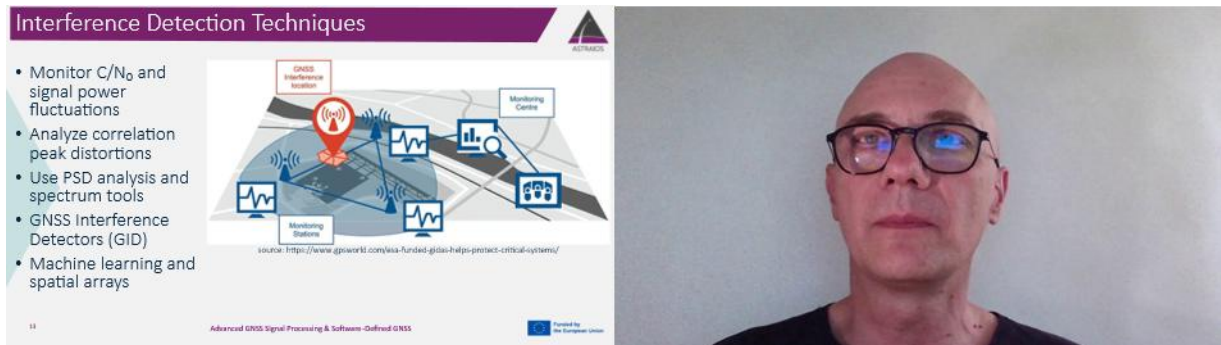 Interference Detection Techniques
ASTRAIOS
• Monitor C/N₀ and
signal power
fluctuations
• Analyze correlation
peak distortions
• Use PSD analysis and
spectrum tools
• GNSS Interference
Detectors (GID)
• Machine learning and
spatial arrays
GNSS
Interference
location
Monitoring
Centre
Monitoring
Stations
source: https://www.gpsworld.com/esa-funded-gidas-helps-protect-critical-systems/
Advanced GNSS Signal Processing & Software-Defined GNSS
Funded by
the European Union